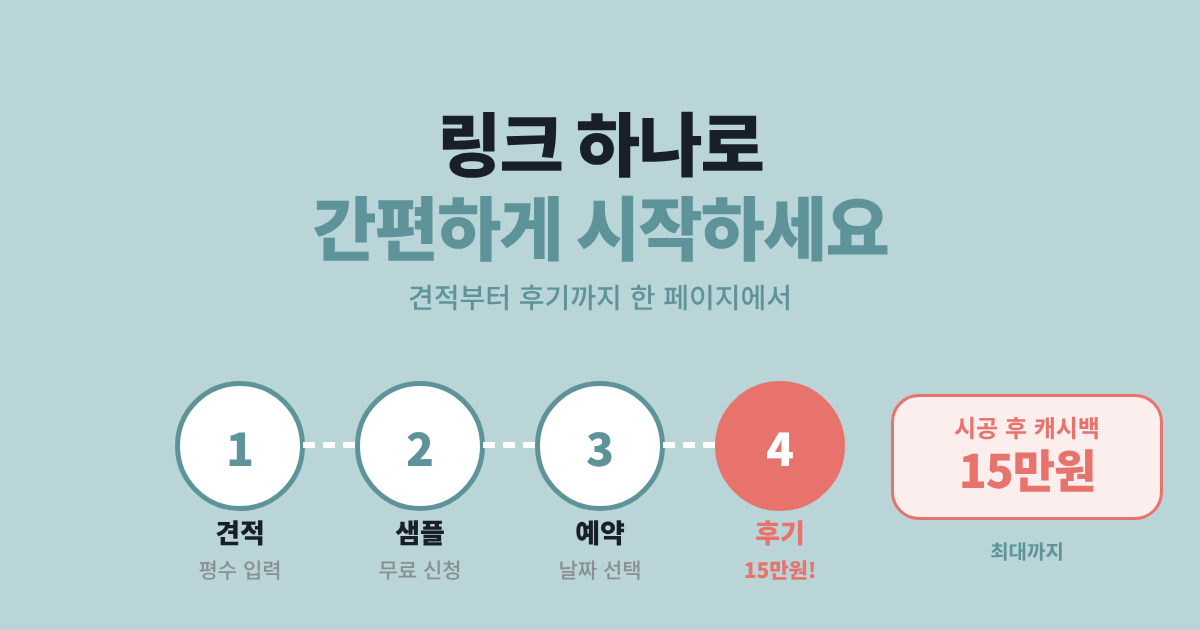 링크 하나로
간편하게 시작하세요
견적부터 후기까지 한 페이지에서
1
견적
평수 입력
2
샘플
무료 신청
3
예약
날짜 선택
4
후기
15만원!
시공 후 캐시백
15만원
최대까지